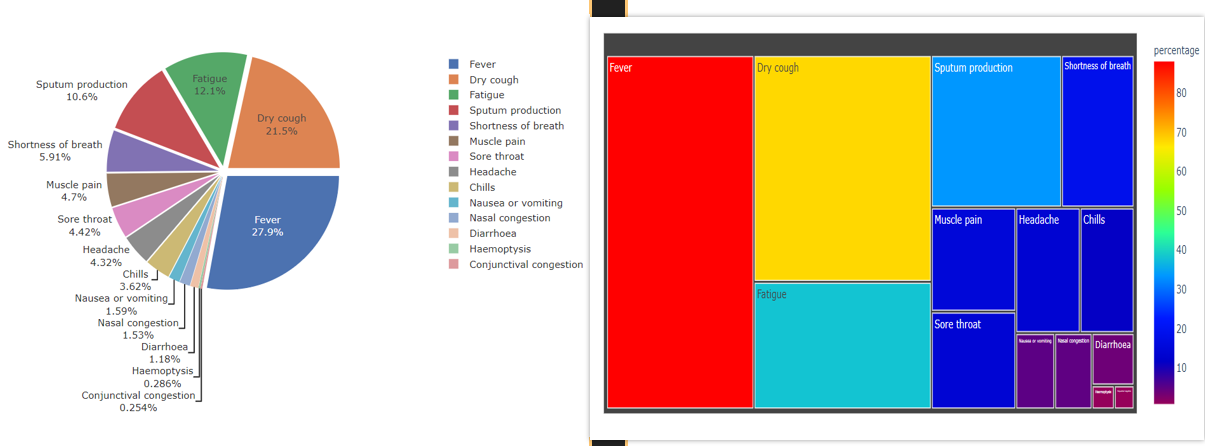 Fatigue
12.1%
Dry cough
21.5%
Fever
27.9%
Sputum production
10.6%
Shortness of breath
5.91%
Muscle pain
4.7%
Sore throat
4.42%
Headache
4.32%
Chills
3.62%
Nausea or vomiting
1.59%
Nasal congestion
1.53%
Diarrhoea
1.18%
Haemoptysis
0.286%
Conjunctival congestion
0.254%
Fever
Dry cough
Fatigue
Sputum production
Shortness of breath
Muscle pain
Sore throat
Headache
Chills
Nausea or vomiting
Nasal congestion
Diarrhoea
Haemoptysis
Conjunctival congestion
Fever
Dry cough
Fatigue
Sputum production
Shortness of breath
Muscle pain
Headache
Chills
Sore throat
Nausea or vomiting
Nasal congestion
Diarrhoea
Haemoptysis
percentage
80
70
60
50
40
30
20
10